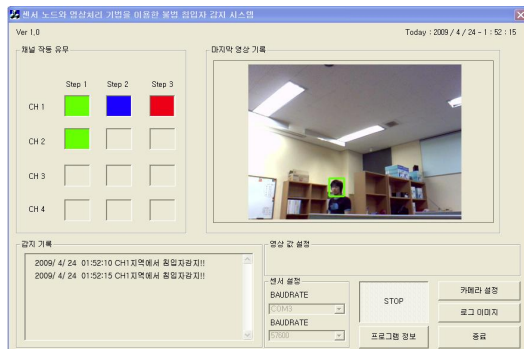 센서 노드와 영상처리 기법을 이용한 불법 침입자 감지 시스템
Ver 1.0
Today : 2009 / 4 / 24 - 1 : 52 : 15
채널 작동 유무
마지막 영상 기록
Step 1 Step 2 Step 3
CH 1
CH 2
CH 3
CH 4
감지 기록
2009/ 4/ 24 01:52:10 CH1지역에서 침입자감지!!
2009/ 4/ 24 01:52:15 CH1지역에서 침입자감지!!
영상 값 설정
센서 설정
BAUDRATE
COM3
BAUDRATE
57600
STOP
카메라 설정
로그 이미지
프로그램 정보
종료